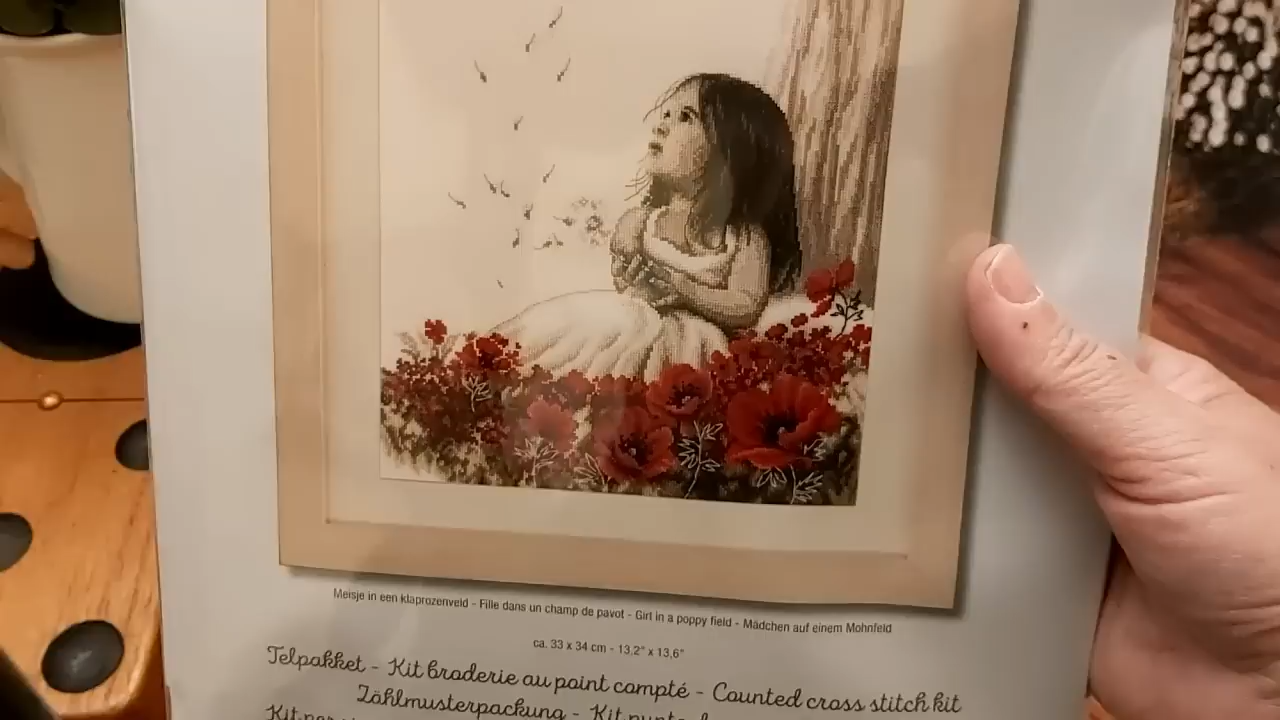 Meisje in een klaprozenveld - Fille dans un champ de pavot - Girl in a poppy field - Mädchen auf einem Mohnfeld
ca. 33 x 34 cm - 13,2" x 13,6"
Telpakket - Kit broderie au point compté - Counted cross stitch kit
Zählmusterpackung - Kit punto
Kit